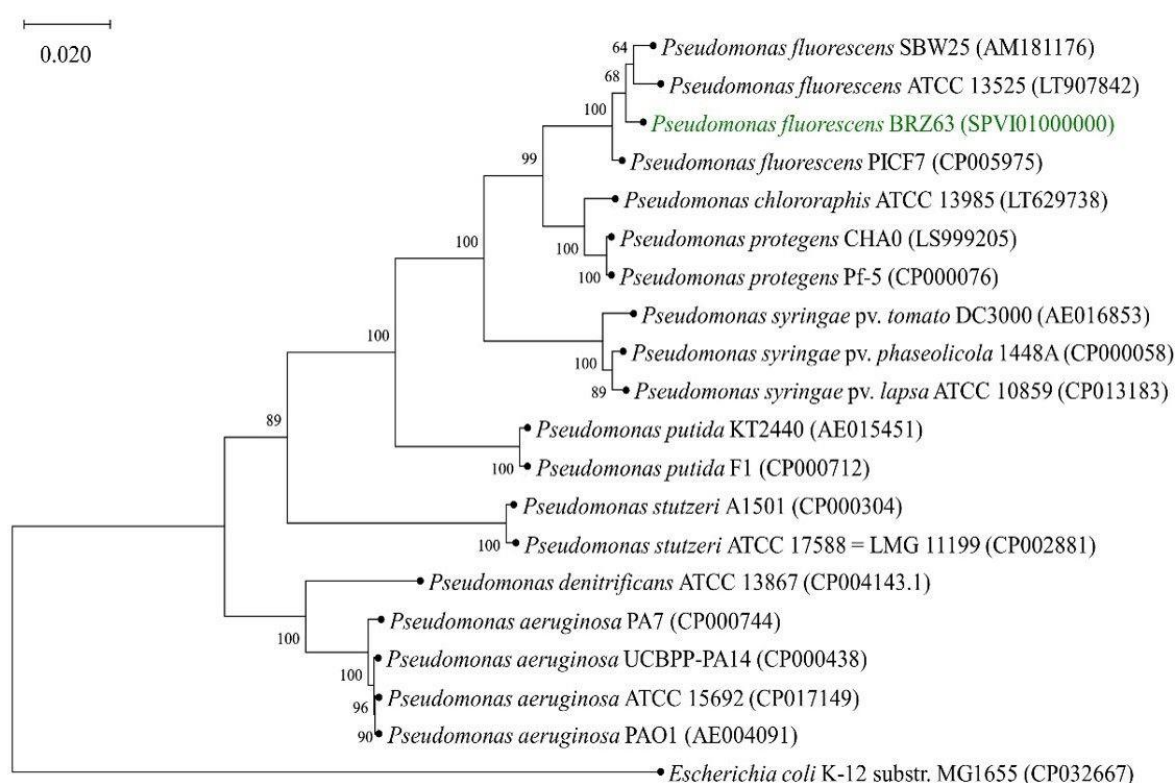 0.020
64
Pseudomonas fluorescens SBW25 (AM181176)
68
Pseudomonas fluorescens ATCC 13525 (LT907842)
100
Pseudomonas fluorescens BRZ63 (SPVI01000000)
99
Pseudomonas fluorescens PICF7 (CP005975)
Pseudomonas chlororaphis ATCC 13985 (LT629738)
100
Pseudomonas protegens CHA0 (LS999205)
100
100
Pseudomonas protegens Pf-5 (CP000076)
Pseudomonas syringae pv. tomato DC3000 (AE016853)
100
100
Pseudomonas syringae pv. phaseolicola 1448A (CP000058)
89
Pseudomonas syringae pv. lapsa ATCC 10859 (CP013183)
89
Pseudomonas putida KT2440 (AE015451)
100
Pseudomonas putida F1 (CP000712)
Pseudomonas stutzeri A1501 (CP000304)
100
Pseudomonas stutzeri ATCC 17588 = LMG 11199 (CP002881)
Pseudomonas denitrificans ATCC 13867 (CP004143.1)
100
Pseudomonas aeruginosa PA7 (CP000744)
100
Pseudomonas aeruginosa UCBPP-PA14 (CP000438)
96
Pseudomonas aeruginosa ATCC 15692 (CP017149)
90
Pseudomonas aeruginosa PAO1 (AE004091)
Escherichia coli K-12 substr. MG1655 (CP032667)